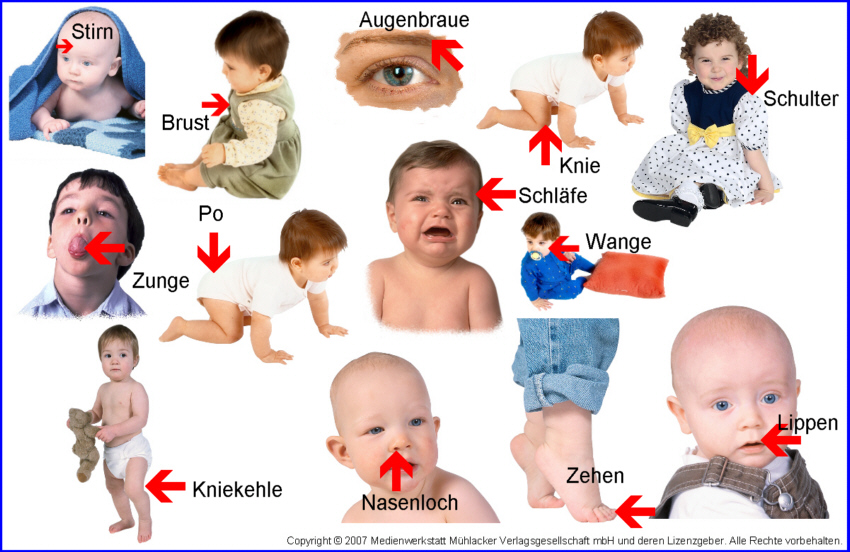 Stirn
Augenbraue
Brust
Knie
Schulter
Po
Schläfe
Zunge
Wange
Kniekehle
Nasenloch
Zehen
Lippen
Copyright © 2007 Medienwerkstatt Mühlacker Verlagsgesellschaft mbH und deren Lizenzgeber. Alle Rechte vorbehalten.